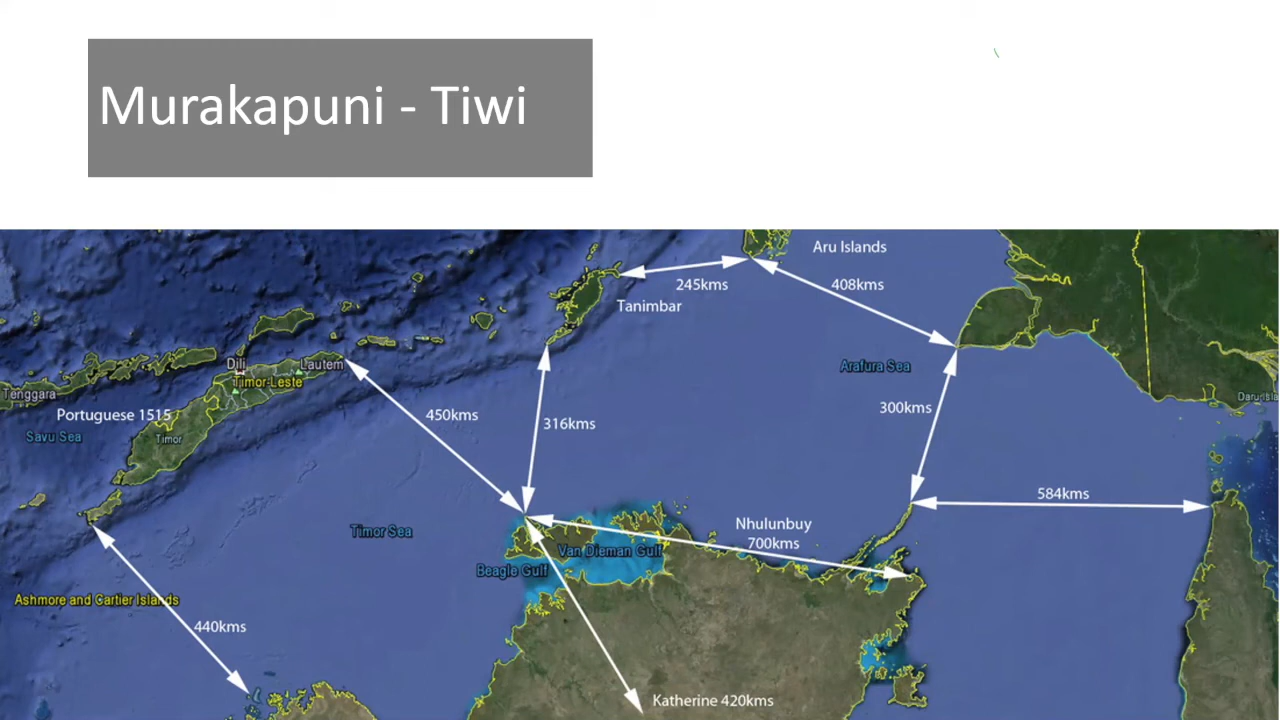 Murakapuni - Tiwi
Aru Islands
245kms
408kms
Tanimbar
Dili
Lautem
Arafura Sea
Timor-Leste
Tenggara
Portuguese 1515
450kms
300kms
316kms
Savu Sea
Timor
584kms
Timor Sea
Nhulunbuy
700kms
Van Dieman Gulf
Beagle Gulf
Ashmore and Cartier Islands
440kms
Katherine 420kms